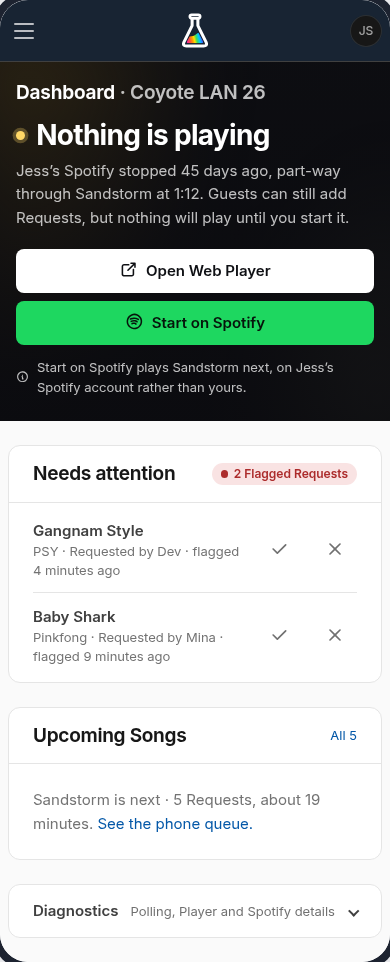 JS
Dashboard · Coyote LAN 26
Nothing is playing
Jess’s Spotify stopped 45 days ago, part-way
through Sandstorm at 1:12. Guests can still add
Requests, but nothing will play until you start it.
Open Web Player
Start on Spotify
Start on Spotify plays Sandstorm next, on Jess’s
Spotify account rather than yours.
Needs attention
2 Flagged Requests
Gangnam Style
PSY · Requested by Dev · flagged
4 minutes ago
Baby Shark
Pinkfong · Requested by Mina ·
flagged 9 minutes ago
Upcoming Songs
All 5
Sandstorm is next · 5 Requests, about 19
minutes. See the phone queue.
Diagnostics Polling, Player and Spotify details